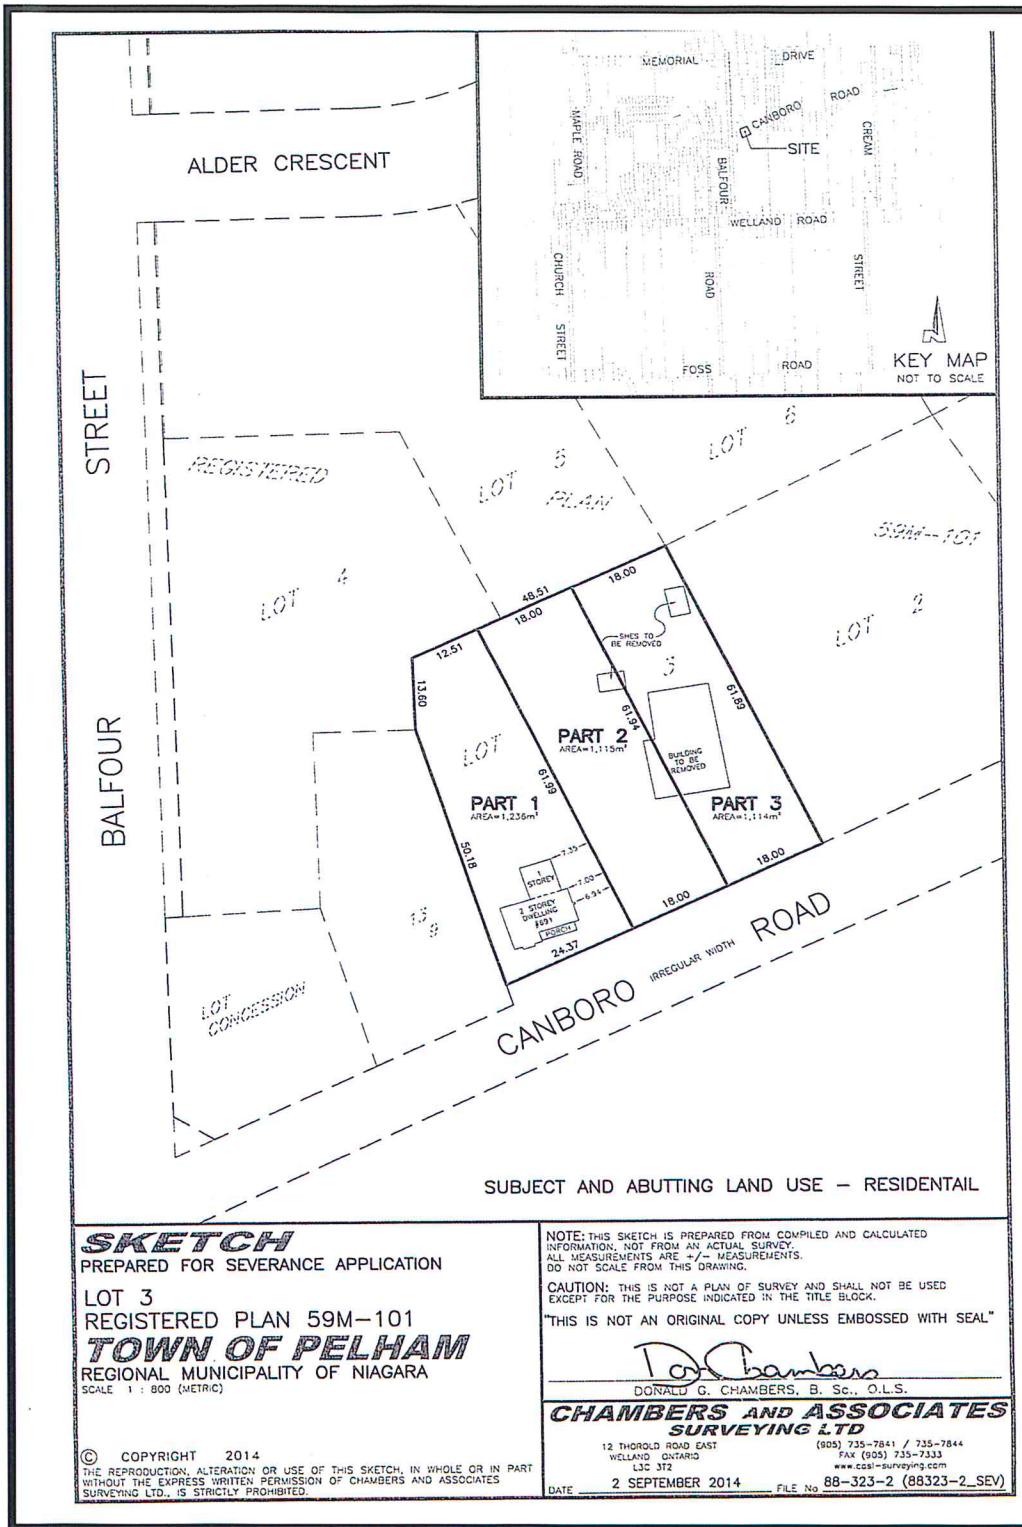 MEMORIAL DRIVE
MAPLE ROAD
CANBORO ROAD
CREAM
SITE
BALFOUR
WELLAND ROAD
CHURCH STREET
ROAD
STREET
FOSS ROAD
KEY MAP
NOT TO SCALE
ALDER CRESCENT
BALFOUR STREET
REGISTERED
PLAN
59M-101
LOT 4
LOT 5
LOT 6
LOT 2
LOT 3
48.51
12.51
18.00
18.00
13.60
50.18
61.99
61.94
61.89
SHES TO
BE REMOVED
PART 1
AREA=1,236m²
PART 2
AREA=1,115m²
PART 3
AREA=1,114m²
BUILDING
TO BE
REMOVED
1
STOREY
2 STOREY
DWELLING
#691
PORCH
7.35
7.00
6.94
24.37
18.00
18.00
LOT 13
CONCESSION 9
CANBORO IRREGULAR WIDTH ROAD
SUBJECT AND ABUTTING LAND USE – RESIDENTAIL
SKETCH
PREPARED FOR SEVERANCE APPLICATION
LOT 3
REGISTERED PLAN 59M-101
TOWN OF PELHAM
REGIONAL MUNICIPALITY OF NIAGARA
SCALE 1 : 800 (METRIC)
© COPYRIGHT 2014
THE REPRODUCTION, ALTERATION OR USE OF THIS SKETCH, IN WHOLE OR IN PART
WITHOUT THE EXPRESS WRITTEN PERMISSION OF CHAMBERS AND ASSOCIATES
SURVEYING LTD., IS STRICTLY PROHIBITED.
NOTE: THIS SKETCH IS PREPARED FROM COMPILED AND CALCULATED
INFORMATION, NOT FROM AN ACTUAL SURVEY.
ALL MEASUREMENTS ARE +/- MEASUREMENTS.
DO NOT SCALE FROM THIS DRAWING.
CAUTION: THIS IS NOT A PLAN OF SURVEY AND SHALL NOT BE USED
EXCEPT FOR THE PURPOSE INDICATED IN THE TITLE BLOCK.
"THIS IS NOT AN ORIGINAL COPY UNLESS EMBOSSED WITH SEAL"
Don Chambers
DONALD G. CHAMBERS, B. Sc., O.L.S.
CHAMBERS AND ASSOCIATES
SURVEYING LTD
12 THOROLD ROAD EAST
WELLAND ONTARIO
L3C 3T2
(905) 735-7841 / 735-7844
FAX (905) 735-7333
www.casl-surveying.com
DATE 2 SEPTEMBER 2014 FILE No 88-323-2 (88323-2_SEV)